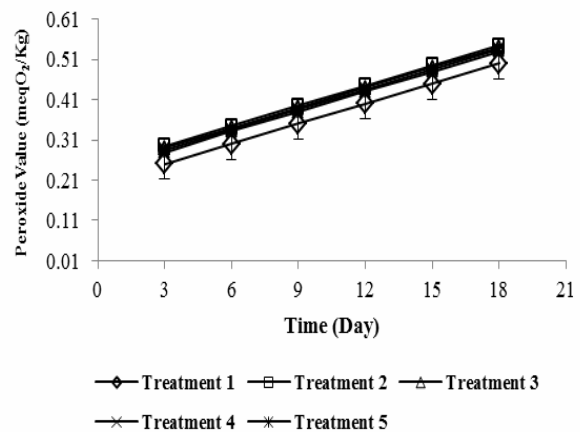 Peroxide Value (meqO₂/Kg)
0.61
0.51
0.41
0.31
0.21
0.11
0.01
0 3 6 9 12 15 18 21
Time (Day)
Treatment 1 Treatment 2 Treatment 3
Treatment 4 Treatment 5